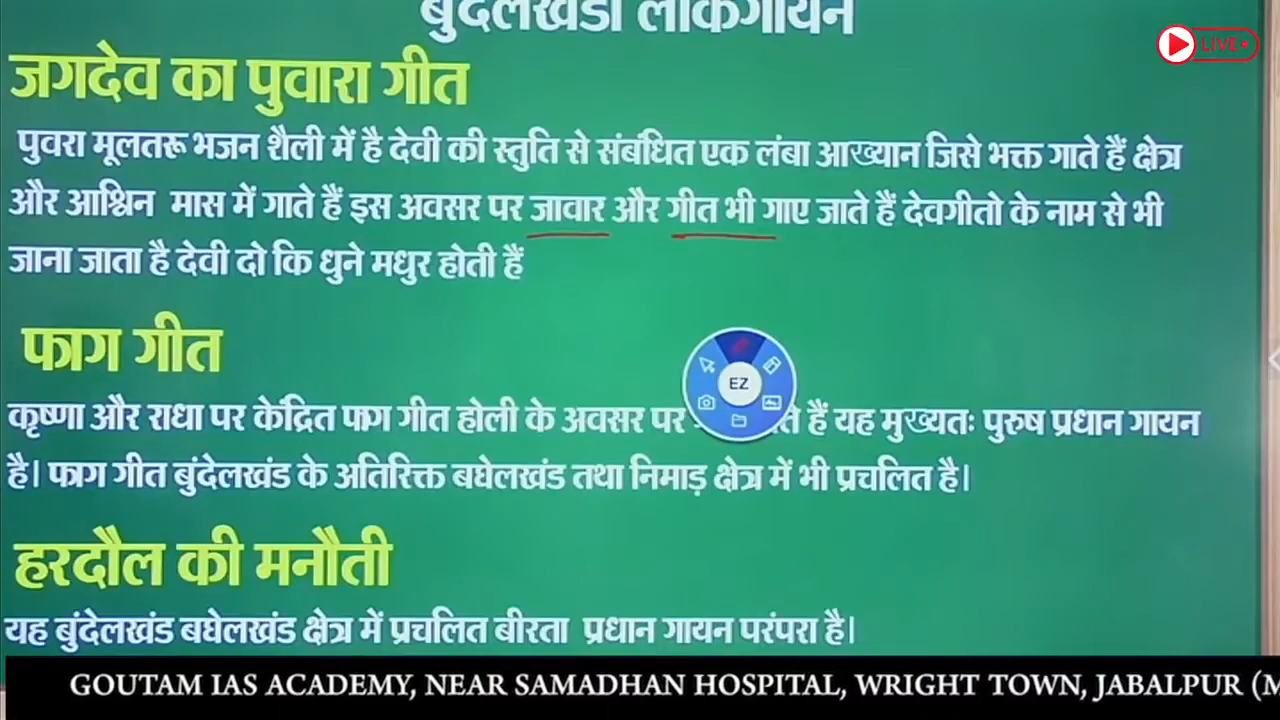 बुंदेलखंडी लोकगायन
LIVE
जगदेव का पुवारा गीत
पुवरा मूलतरू भजन शैली में है देवी की स्तुति से संबंधित एक लंबा आख्यान जिसे भक्त गाते हैं क्षेत्र
और आश्विन मास में गाते हैं इस अवसर पर जावार और गीत भी गाए जाते हैं देवगीतो के नाम से भी
जाना जाता है देवी दो कि धुने मधुर होती हैं
फाग गीत
EZ
कृष्णा और राधा पर केंद्रित फाग गीत होली के अवसर पर हैं यह मुख्यतः पुरुष प्रधान गायन
है। फाग गीत बुंदेलखंड के अतिरिक्त बघेलखंड तथा निमाड़ क्षेत्र में भी प्रचलित है।
हरदौल की मनौती
यह बुंदेलखंड बघेलखंड क्षेत्र में प्रचलित बीरता प्रधान गायन परंपरा है।
GOUTAM IAS ACADEMY, NEAR SAMADHAN HOSPITAL, WRIGHT TOWN, JABALPUR (M